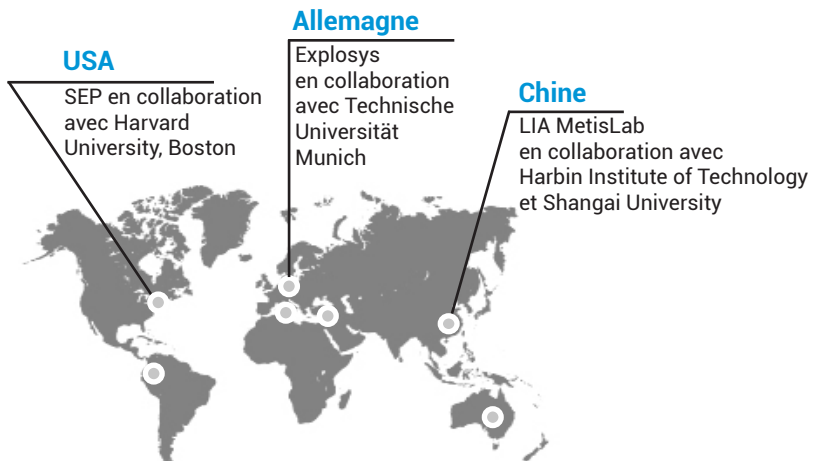 USA
SEP en collaboration
avec Harvard
University, Boston
Allemagne
Explosys
en collaboration
avec Technische
Universität
Munich
Chine
LIA MetisLab
en collaboration avec
Harbin Institute of Technology
et Shangai University